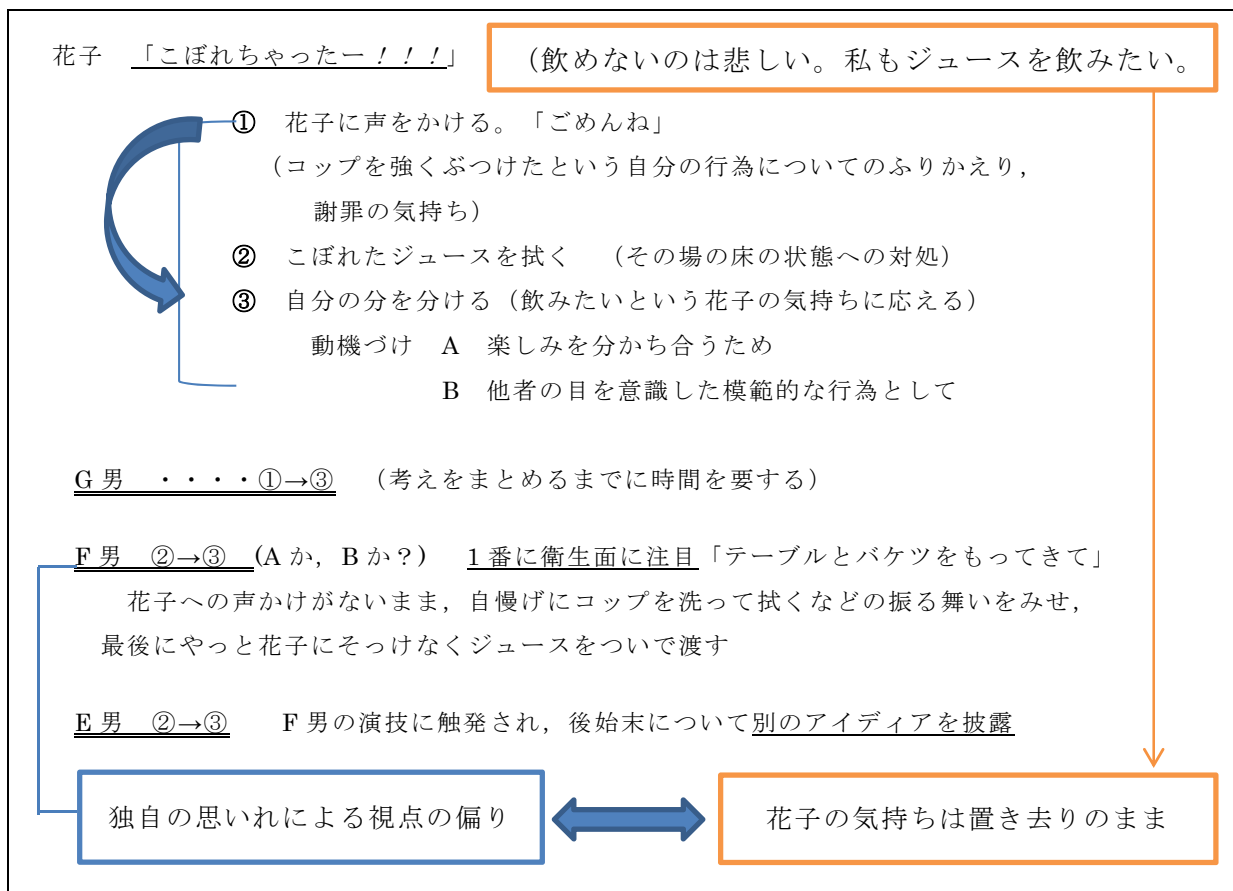 花子 「こぼれちゃったー！！！」
(飲めないのは悲しい。私もジュースを飲みたい。
① 花子に声をかける。「ごめんね」
（コップを強くぶつけたという自分の行為についてのふりかえり，
謝罪の気持ち）
② こぼれたジュースを拭く （その場の床の状態への対処）
③ 自分の分を分ける（飲みたいという花子の気持ちに応える）
動機づけ A 楽しみを分かち合うため
B 他者の目を意識した模範的な行為として
G 男 ・・・・①→③ （考えをまとめるまでに時間を要する）
F 男 ②→③ (A か，B か？) 1番に衛生面に注目「テーブルとバケツをもってきて」
花子への声かけがないまま，自慢げにコップを洗って拭くなどの振る舞いをみせ，
最後にやっと花子にそっけなくジュースをついで渡す
E 男 ②→③ F 男の演技に触発され，後始末について別のアイディアを披露
独自の思いれによる視点の偏り
花子の気持ちは置き去りのまま